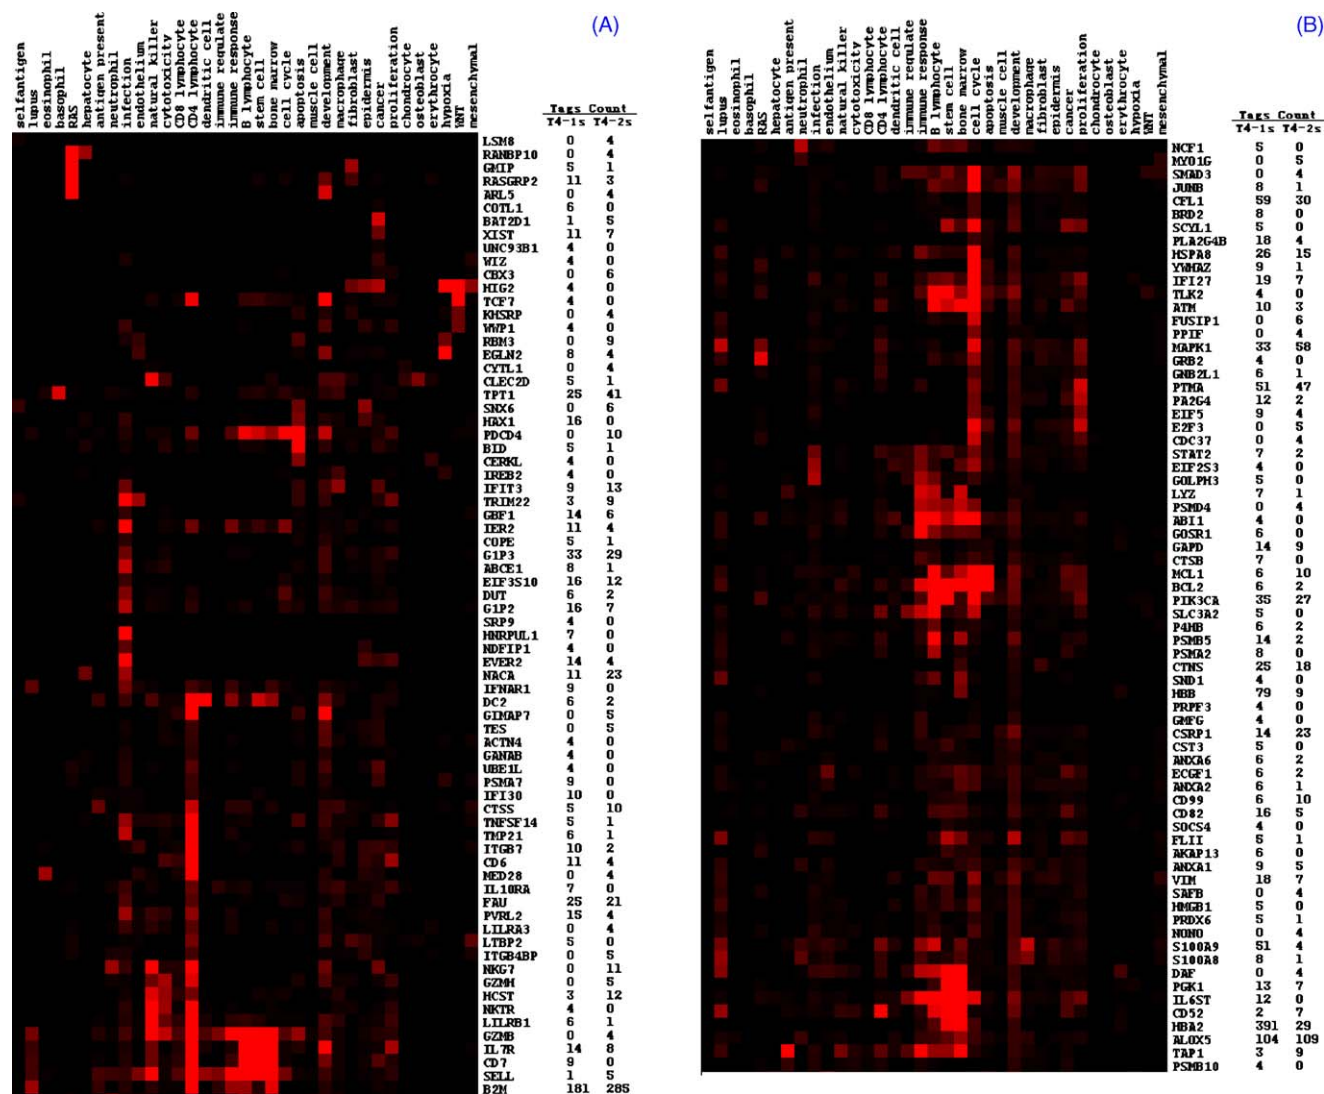 (A)
selfantigen
lupus
eosinophil
basophil
RAS
hepatocyte
antigen present
neutrophil
infection
endothelium
natural killer
cytotoxicity
CD8 lymphocyte
CD4 lymphocyte
dendritic cell
immune regulate
immune response
B lymphocyte
stem cell
bone marrow
cell cycle
apoptosis
muscle cell
development
macrophage
fibroblast
epidermis
cancer
proliferation
chondrocyte
osteoblast
erythrocyte
hypoxia
WNT
mesenchymal
Tags Count
T4-1s T4-2s
LSM8 0 4
RANBP10 0 4
GMIP 5 1
RASGRP2 11 3
ARL5 0 4
COTL1 6 0
BAT2D1 1 5
XIST 11 7
UNC93B1 4 0
WIZ 4 0
CBX3 0 6
HIG2 4 0
TCF7 4 0
KHSRP 0 4
WWP1 4 0
RBM3 0 9
EGLN2 8 4
CYTL1 0 4
CLEC2D 5 1
TPT1 25 41
SNX6 0 6
HAX1 16 0
PDCD4 0 10
BID 5 1
CERKL 4 0
IREB2 4 0
IFIT3 9 13
TRIM22 3 9
GBF1 14 6
IER2 11 4
COPE 5 1
G1P3 33 29
ABCE1 8 1
EIF3S10 16 12
DUT 6 2
G1P2 16 7
SRP9 4 0
HNRPUL1 7 0
NDFIP1 4 0
EVER2 14 4
NACA 11 23
IFNAR1 9 0
DC2 6 2
GIMAP7 0 5
TES 0 5
ACTN4 4 0
GANAB 4 0
UBE1L 4 0
PSMA7 9 0
IFI30 10 0
CTSS 5 10
TNFSF14 5 1
TMP21 6 1
ITGB7 10 2
CD6 11 4
MED28 0 4
IL10RA 7 0
FAU 25 21
PVRL2 15 4
LILRA3 0 4
LTBP2 5 0
ITGB4BP 0 5
NKG7 0 11
GZMH 0 5
HCST 3 12
NKTR 4 0
LILRB1 6 1
GZMB 0 4
IL7R 14 8
CD7 9 0
SELL 1 5
B2M 181 285
(B)
selfantigen
lupus
eosinophil
basophil
RAS
hepatocyte
antigen present
neutrophil
infection
endothelium
natural killer
cytotoxicity
CD8 lymphocyte
CD4 lymphocyte
dendritic cell
immune regulate
immune response
B lymphocyte
stem cell
bone marrow
cell cycle
apoptosis
muscle cell
development
macrophage
fibroblast
epidermis
cancer
proliferation
chondrocyte
osteoblast
erythrocyte
hypoxia
WNT
mesenchymal
Tags Count
T4-1s T4-2s
NCF1 5 0
MYO1G 0 5
SMAD3 0 4
JUNB 8 1
CFL1 59 30
BRD2 8 0
SCYL1 5 0
PLA2G4B 18 4
HSPA8 26 15
YWHAZ 9 1
IFI27 19 7
TLK2 4 0
ATM 10 3
FUSIP1 0 6
PPIF 0 4
MAPK1 33 58
GRB2 4 0
GNB2L1 6 1
PTMA 51 47
PA2G4 12 2
EIF5 9 4
E2F3 0 5
CDC37 0 4
STAT2 7 2
EIF2S3 4 0
GOLPH3 5 0
LYZ 7 1
PSMD4 0 4
ABI1 4 0
GOSR1 6 0
GAPD 14 9
CTSB 7 0
MCL1 6 10
BCL2 6 2
PIK3CA 35 27
SLC3A2 5 0
P4HB 6 2
PSMB5 14 2
PSMA2 8 0
CTNS 25 18
SND1 4 0
HBB 79 9
PRPF3 4 0
GMFG 4 0
CSRP1 14 23
CST3 5 0
ANXA6 6 2
ECGF1 6 2
ANXA2 6 1
CD99 6 10
CD82 16 5
SOCS4 4 0
FLII 5 1
AKAP13 6 0
ANXA1 9 5
VIM 18 7
SAFB 0 4
HMGB1 5 0
PRDX6 5 1
NONO 0 4
S100A9 51 4
S100A8 8 1
DAF 0 4
PGK1 13 7
IL6ST 12 0
CD52 2 7
HBA2 391 29
ALOX5 104 109
TAP1 3 9
PSMB10 4 0